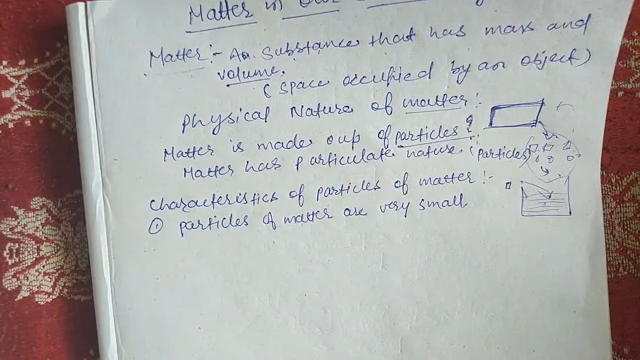 Matter in Our
Matter :- An Substance that has mass and
volume.
( space occupied by an object)
Physical Nature of matter :-
Matter is made oup of particles
Matter has particulate nature. (particles)
Characteristics of particles of matter :-
① particles of matter are very small